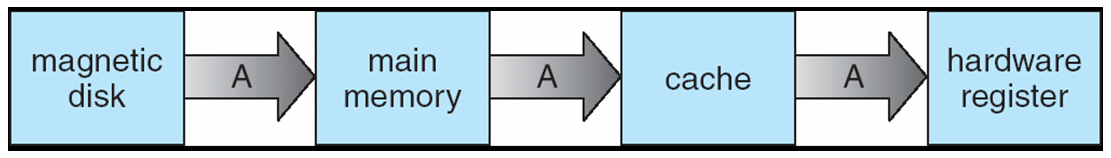 magnetic
disk
A
main
memory
A
cache
A
hardware
register